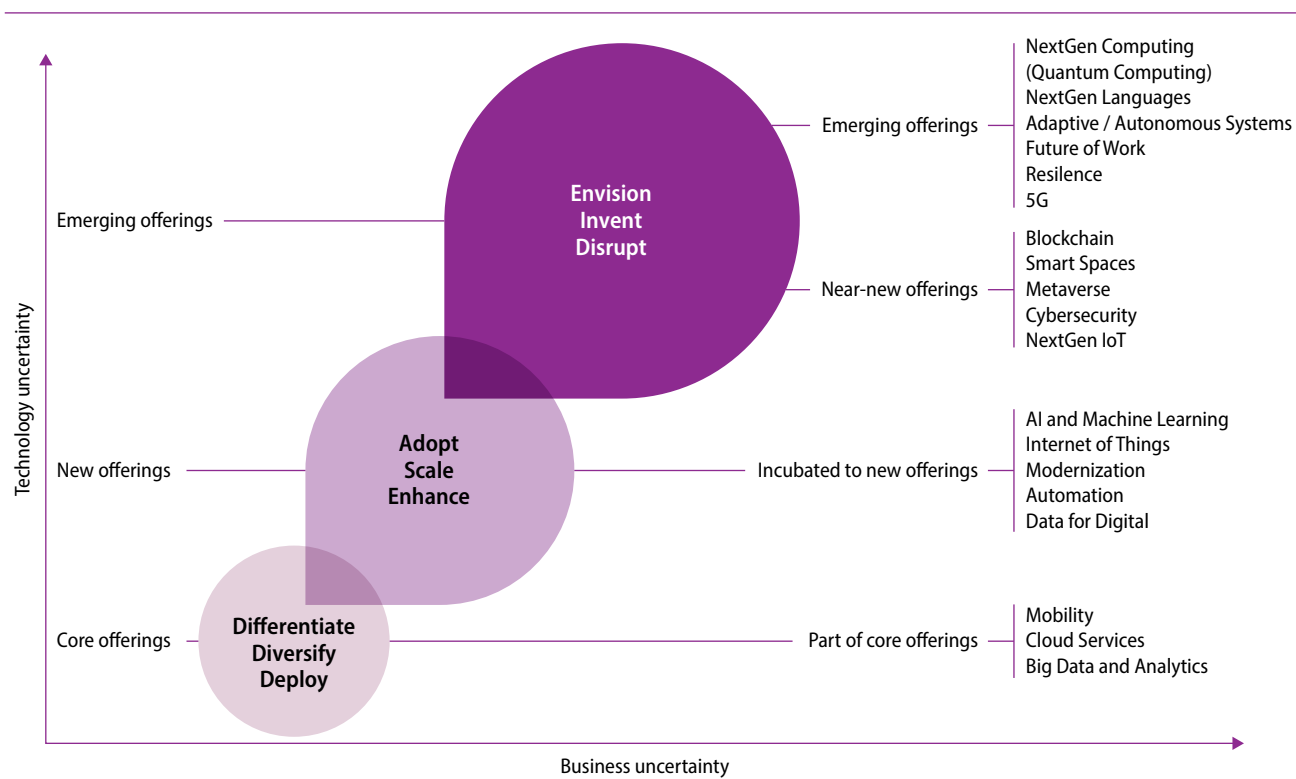 NextGen Computing
(Quantum Computing)
NextGen Languages
Emerging offerings
Adaptive / Autonomous Systems
Future of Work
Resilence
5G
Envision
Invent
Disrupt
Emerging offerings
Blockchain
Smart Spaces
Near-new offerings
Metaverse
Cybersecurity
NextGen IoT
Technology uncertainty
Adopt
Scale
Enhance
New offerings
Incubated to new offerings
AI and Machine Learning
Internet of Things
Modernization
Automation
Data for Digital
Core offerings
Differentiate
Diversify
Deploy
Part of core offerings
Mobility
Cloud Services
Big Data and Analytics
Business uncertainty